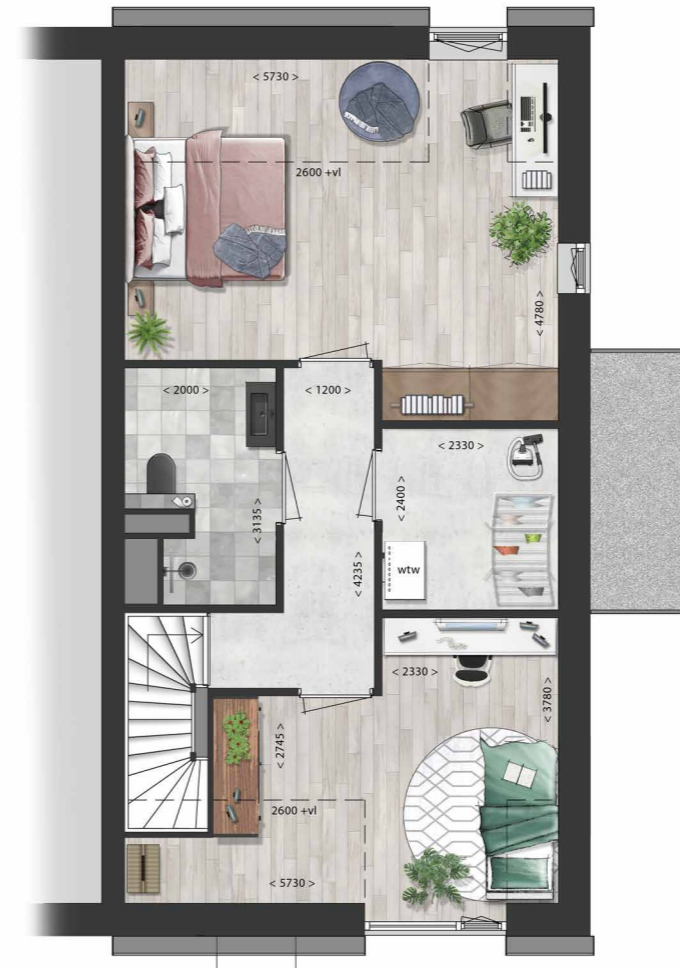 < 5730 >
2600 +vl
< 4780 >
< 2000 >
< 1200 >
< 2330 >
< 2400 >
< 3135 >
< 4235 >
wtw
< 2330 >
< 3780 >
< 2745 >
2600 +vl
< 5730 >